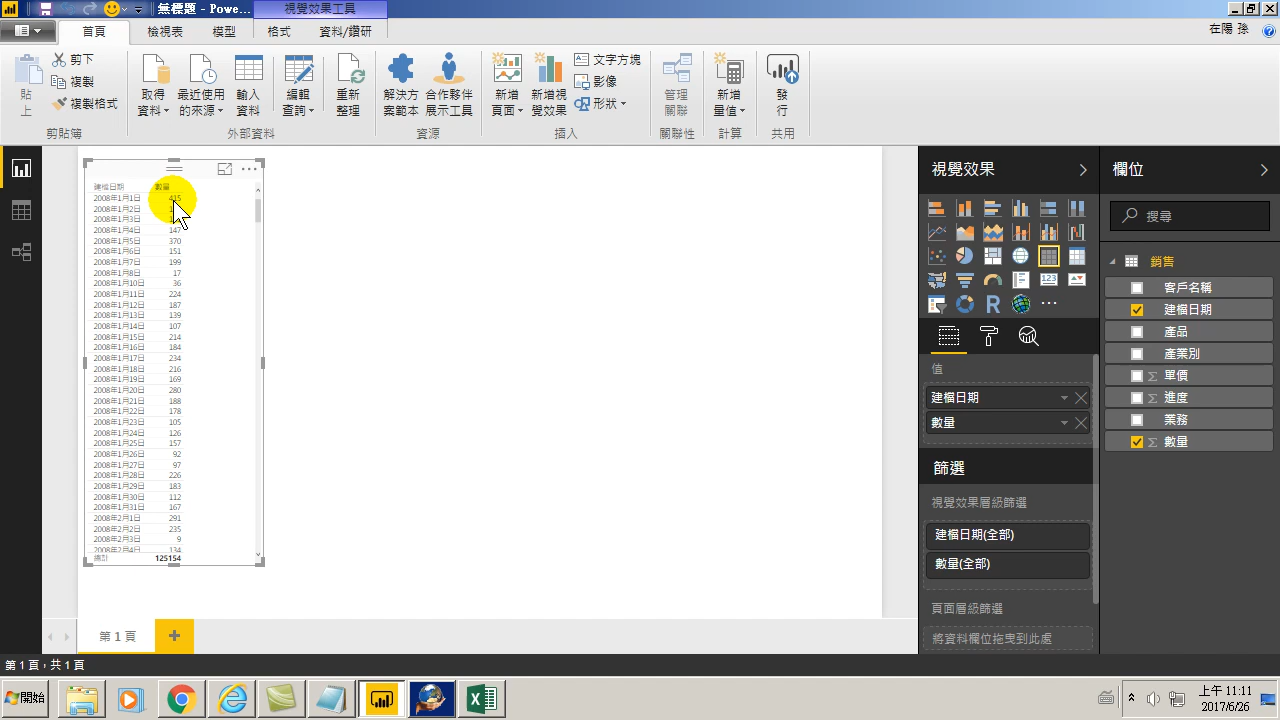 無標題 - Powe...
視覺效果工具
首頁
檢視表
模型
格式
資料/鑽研
在陽 孫
貼上
剪下
複製
複製格式
剪貼簿
取得資料
最近使用的來源
輸入資料
編輯查詢
重新整理
外部資料
解決方案範本
合作夥伴展示工具
資源
新增頁面
新增視覺效果
文字方塊
影像
形狀
插入
管理關聯
關聯性
新增量值
計算
發行
共用
建檔日期 數量
2008年1月1日 415
2008年1月2日
2008年1月3日
2008年1月4日 147
2008年1月5日 370
2008年1月6日 151
2008年1月7日 199
2008年1月8日 17
2008年1月10日 36
2008年1月11日 224
2008年1月12日 187
2008年1月13日 139
2008年1月14日 107
2008年1月15日 214
2008年1月16日 184
2008年1月17日 234
2008年1月18日 216
2008年1月19日 169
2008年1月20日 280
2008年1月21日 188
2008年1月22日 178
2008年1月23日 105
2008年1月24日 126
2008年1月25日 157
2008年1月26日 92
2008年1月27日 97
2008年1月28日 226
2008年1月29日 183
2008年1月30日 112
2008年1月31日 167
2008年2月1日 291
2008年2月2日 235
2008年2月3日 9
2008年2月4日 134
總計 125154
視覺效果
R
123
值
建檔日期
數量
篩選
視覺效果層級篩選
建檔日期(全部)
數量(全部)
頁面層級篩選
將資料欄位拖曳到此處
欄位
搜尋
銷售
客戶名稱
建檔日期
產品
產業別
Σ 單價
Σ 進度
業務
Σ 數量
第 1 頁
第 1 頁，共 1 頁
開始
上午 11:11
2017/6/26